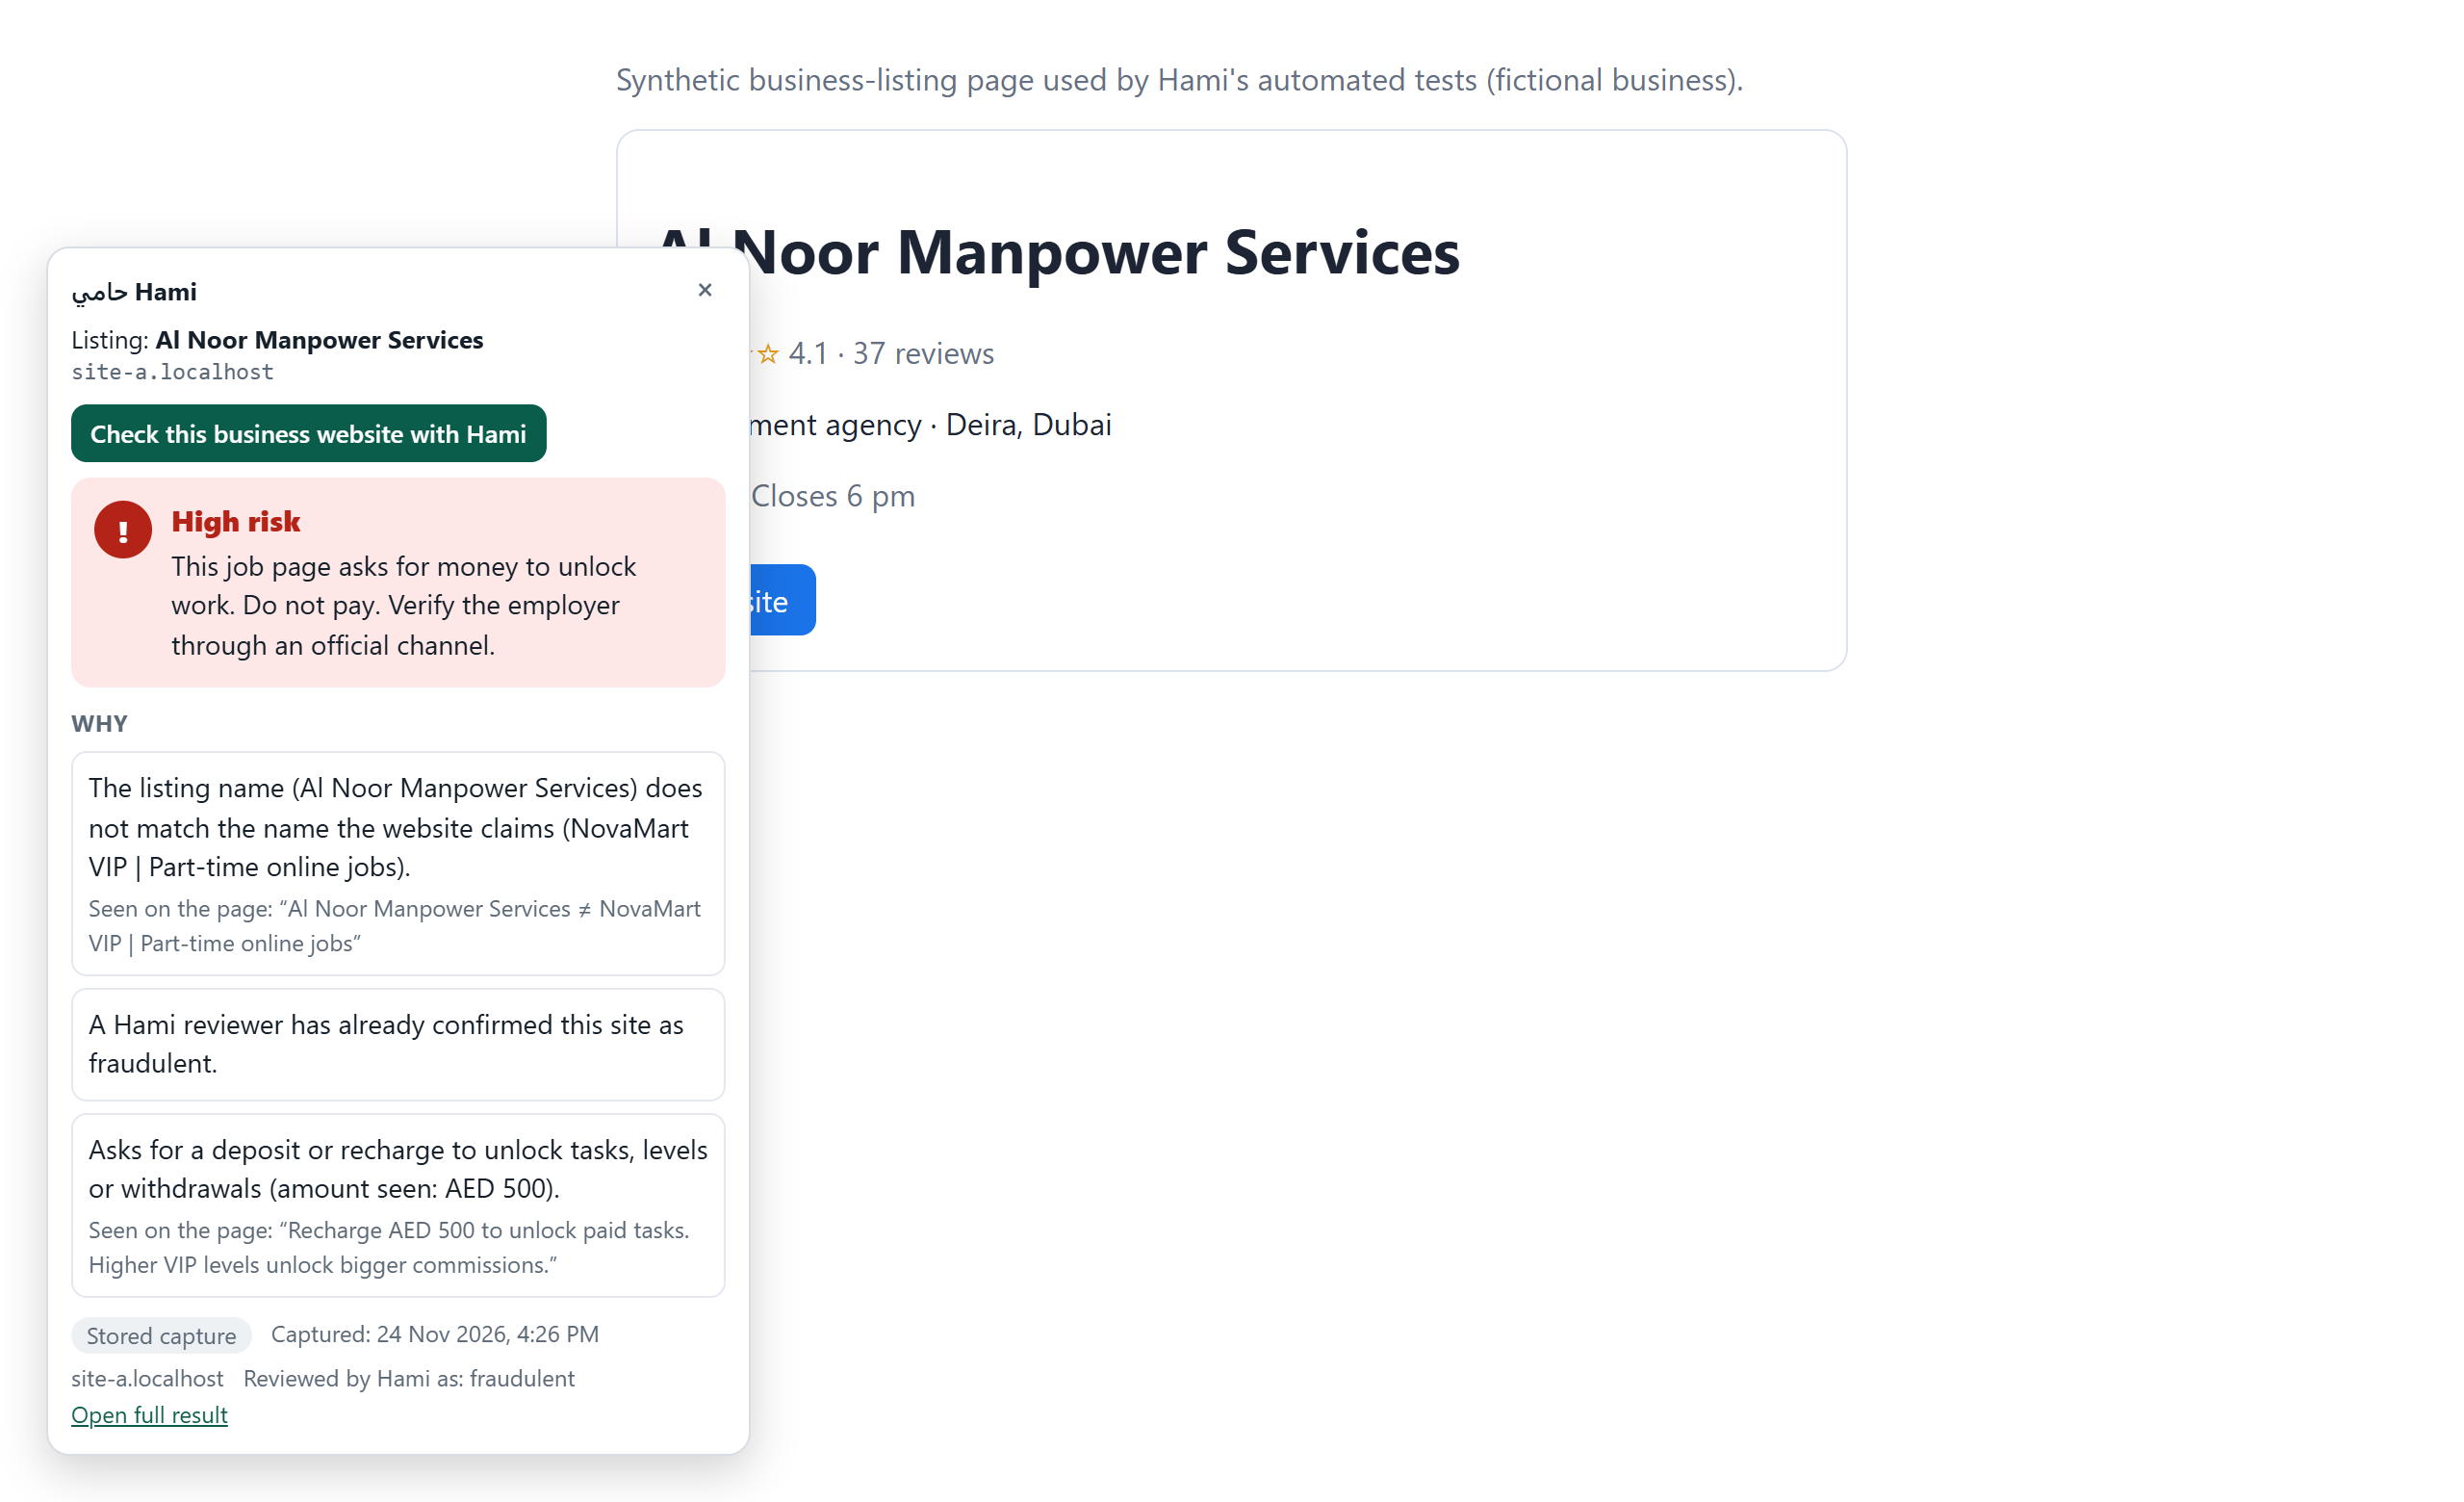 Synthetic business-listing page used by Hami's automated tests (fictional business).
Al Noor Manpower Services
☆ 4.1 · 37 reviews
agency · Deira, Dubai
Closes 6 pm
حامي Hami
×
Listing: Al Noor Manpower Services
site-a.localhost
Check this business website with Hami
!
High risk
This job page asks for money to unlock
work. Do not pay. Verify the employer
through an official channel.
WHY
The listing name (Al Noor Manpower Services) does
not match the name the website claims (NovaMart
VIP | Part-time online jobs).
Seen on the page: “Al Noor Manpower Services ≠ NovaMart
VIP | Part-time online jobs”
A Hami reviewer has already confirmed this site as
fraudulent.
Asks for a deposit or recharge to unlock tasks, levels
or withdrawals (amount seen: AED 500).
Seen on the page: “Recharge AED 500 to unlock paid tasks.
Higher VIP levels unlock bigger commissions.”
Stored capture Captured: 24 Nov 2026, 4:26 PM
site-a.localhost Reviewed by Hami as: fraudulent
Open full result